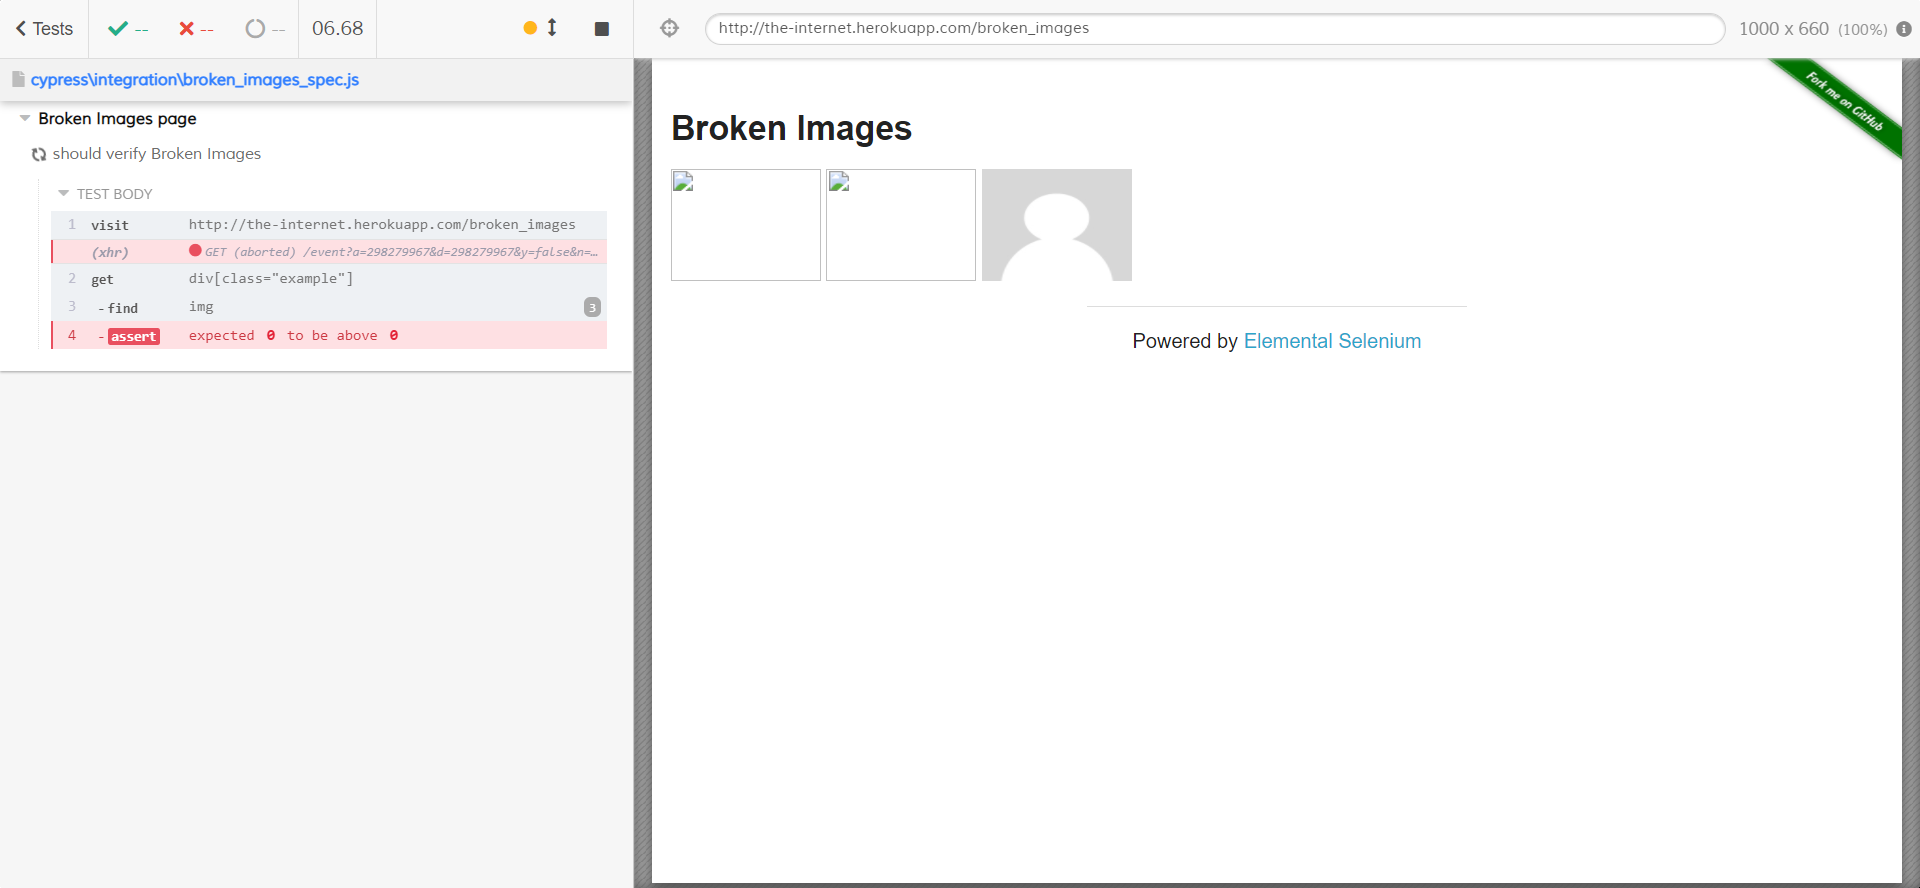 Tests -- -- -- 06.68
http://the-internet.herokuapp.com/broken_images 1000 x 660 (100%)
cypress\integration\broken_images_spec.js
Broken Images page
should verify Broken Images
TEST BODY
1 visit http://the-internet.herokuapp.com/broken_images
(xhr) GET (aborted) /event?a=298279967&d=298279967&y=false&n=…
2 get div[class="example"]
3 -find img 3
4 -assert expected 0 to be above 0
Fork me on GitHub
Broken Images
Powered by Elemental Selenium